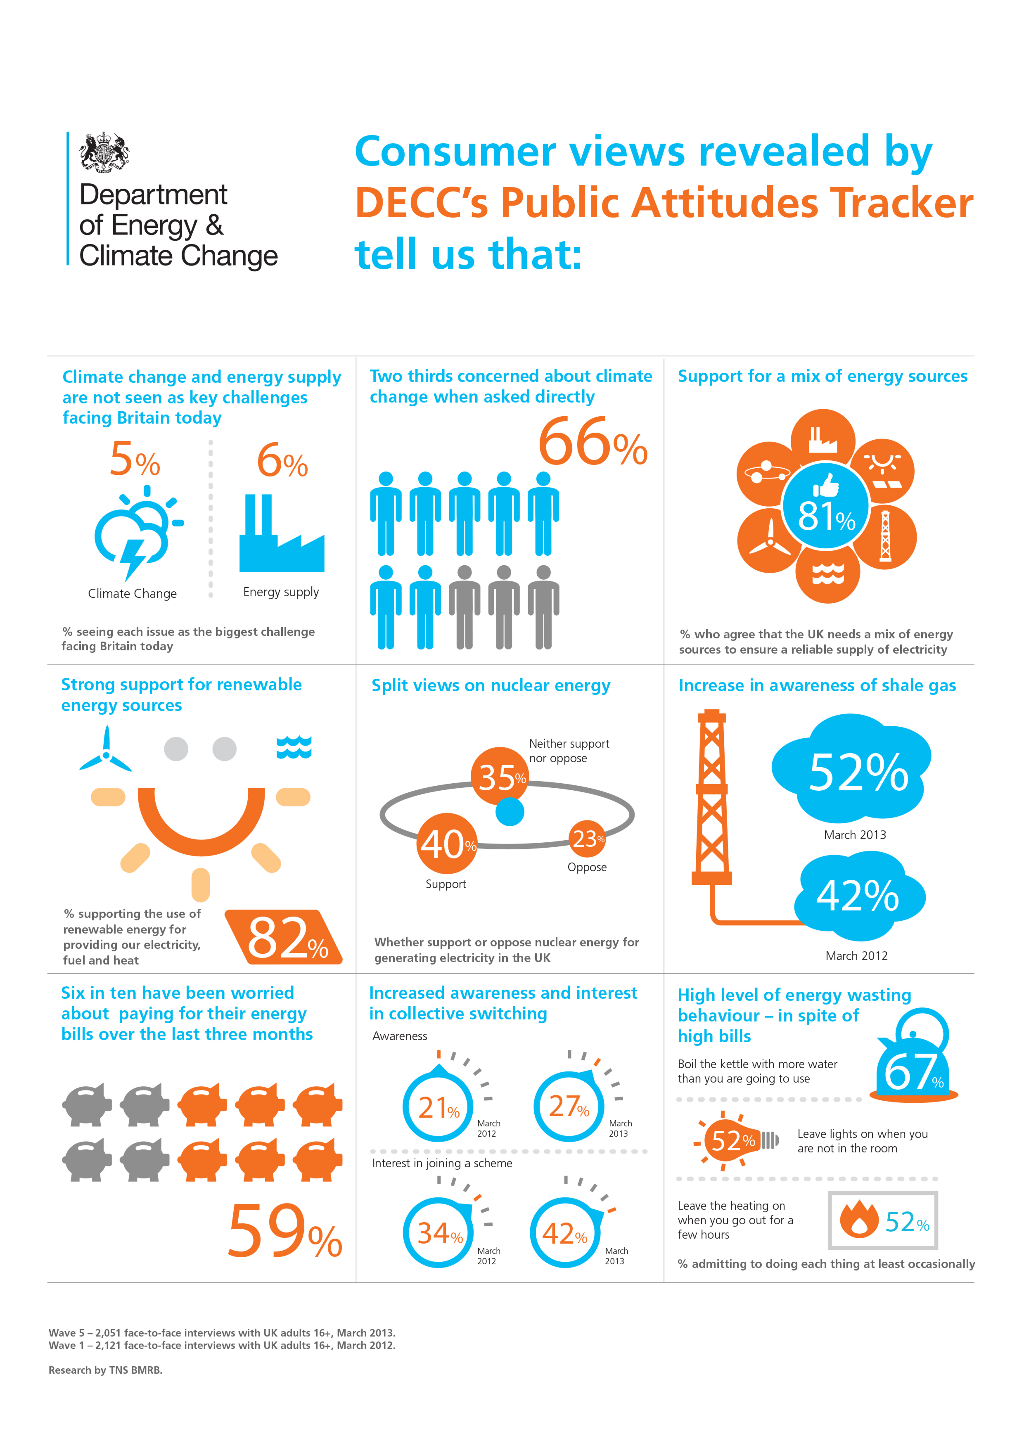 Department
of Energy &
Climate Change
Consumer views revealed by
DECC's Public Attitudes Tracker
tell us that:
Climate change and energy supply
are not seen as key challenges
facing Britain today
5%
6%
Climate Change
Energy supply
% seeing each issue as the biggest challenge
facing Britain today
Two thirds concerned about climate
change when asked directly
66%
Support for a mix of energy sources
81%
% who agree that the UK needs a mix of energy
sources to ensure a reliable supply of electricity
Strong support for renewable
energy sources
% supporting the use of
renewable energy for
providing our electricity,
fuel and heat
82%
Split views on nuclear energy
Neither support
nor oppose
35%
40%
23%
Support
Oppose
Whether support or oppose nuclear energy for
generating electricity in the UK
Increase in awareness of shale gas
52%
March 2013
42%
March 2012
Six in ten have been worried
about paying for their energy
bills over the last three months
59%
Increased awareness and interest
in collective switching
Awareness
21%
March
2012
27%
March
2013
Interest in joining a scheme
34%
March
2012
42%
March
2013
High level of energy wasting
behaviour – in spite of
high bills
Boil the kettle with more water
than you are going to use
67%
52%
Leave lights on when you
are not in the room
Leave the heating on
when you go out for a
few hours
52%
% admitting to doing each thing at least occasionally
Wave 5 – 2,051 face-to-face interviews with UK adults 16+, March 2013.
Wave 1 – 2,121 face-to-face interviews with UK adults 16+, March 2012.
Research by TNS BMRB.